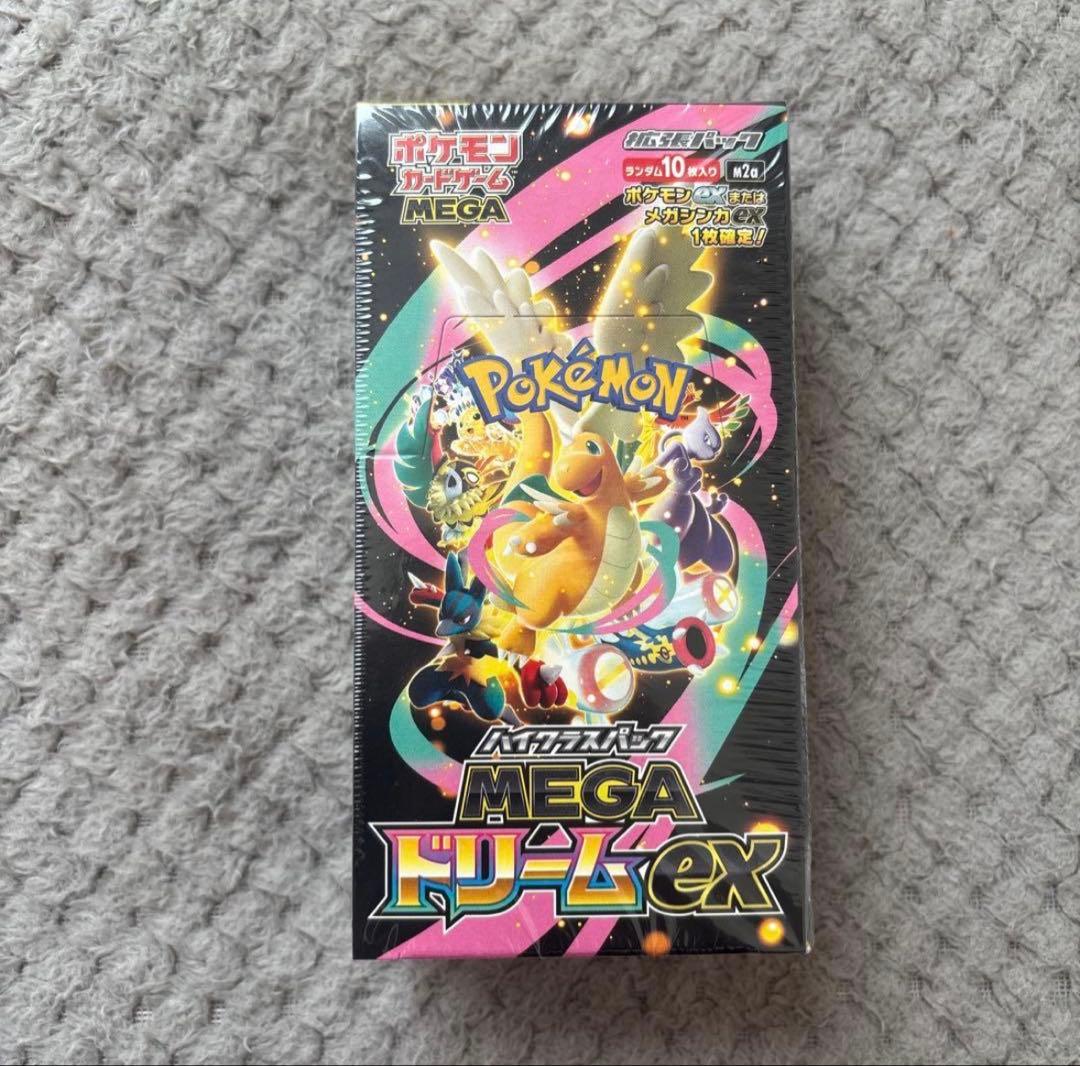 ポケモン
カードゲーム
MEGA
拡張パック
ランダム10枚入り M2a
ポケモンexまたは
メガシンカex
1枚確定!
POKéMON
ハイクラスパック
MEGA
ドリームex